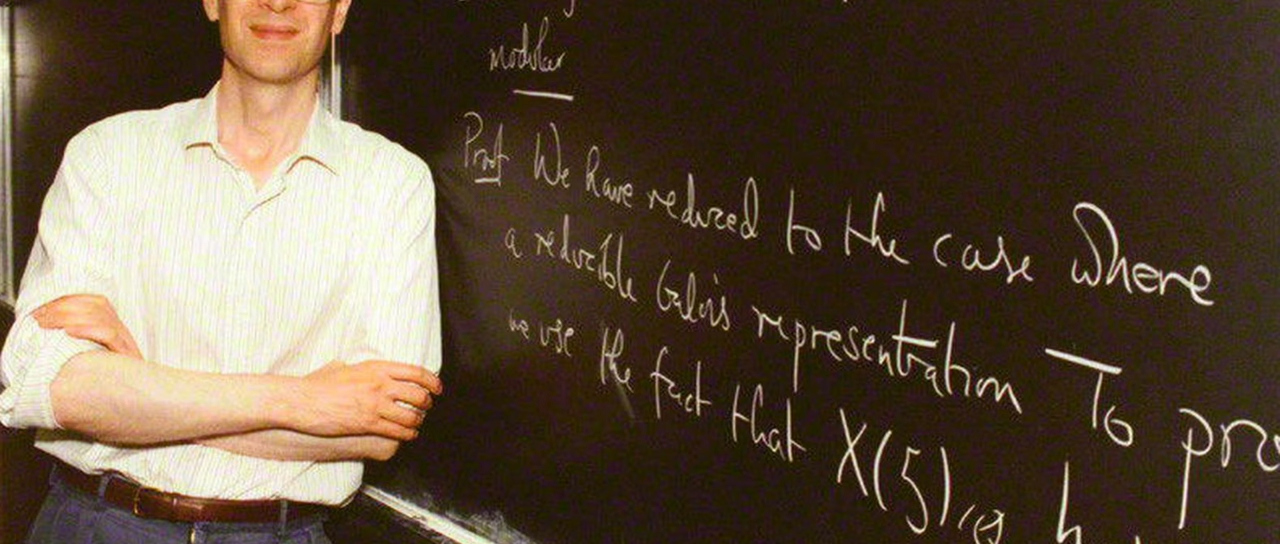 modular
Proof We have reduced to the case where
a reducible Galois representation — To pro
we use the fact that X(5) is